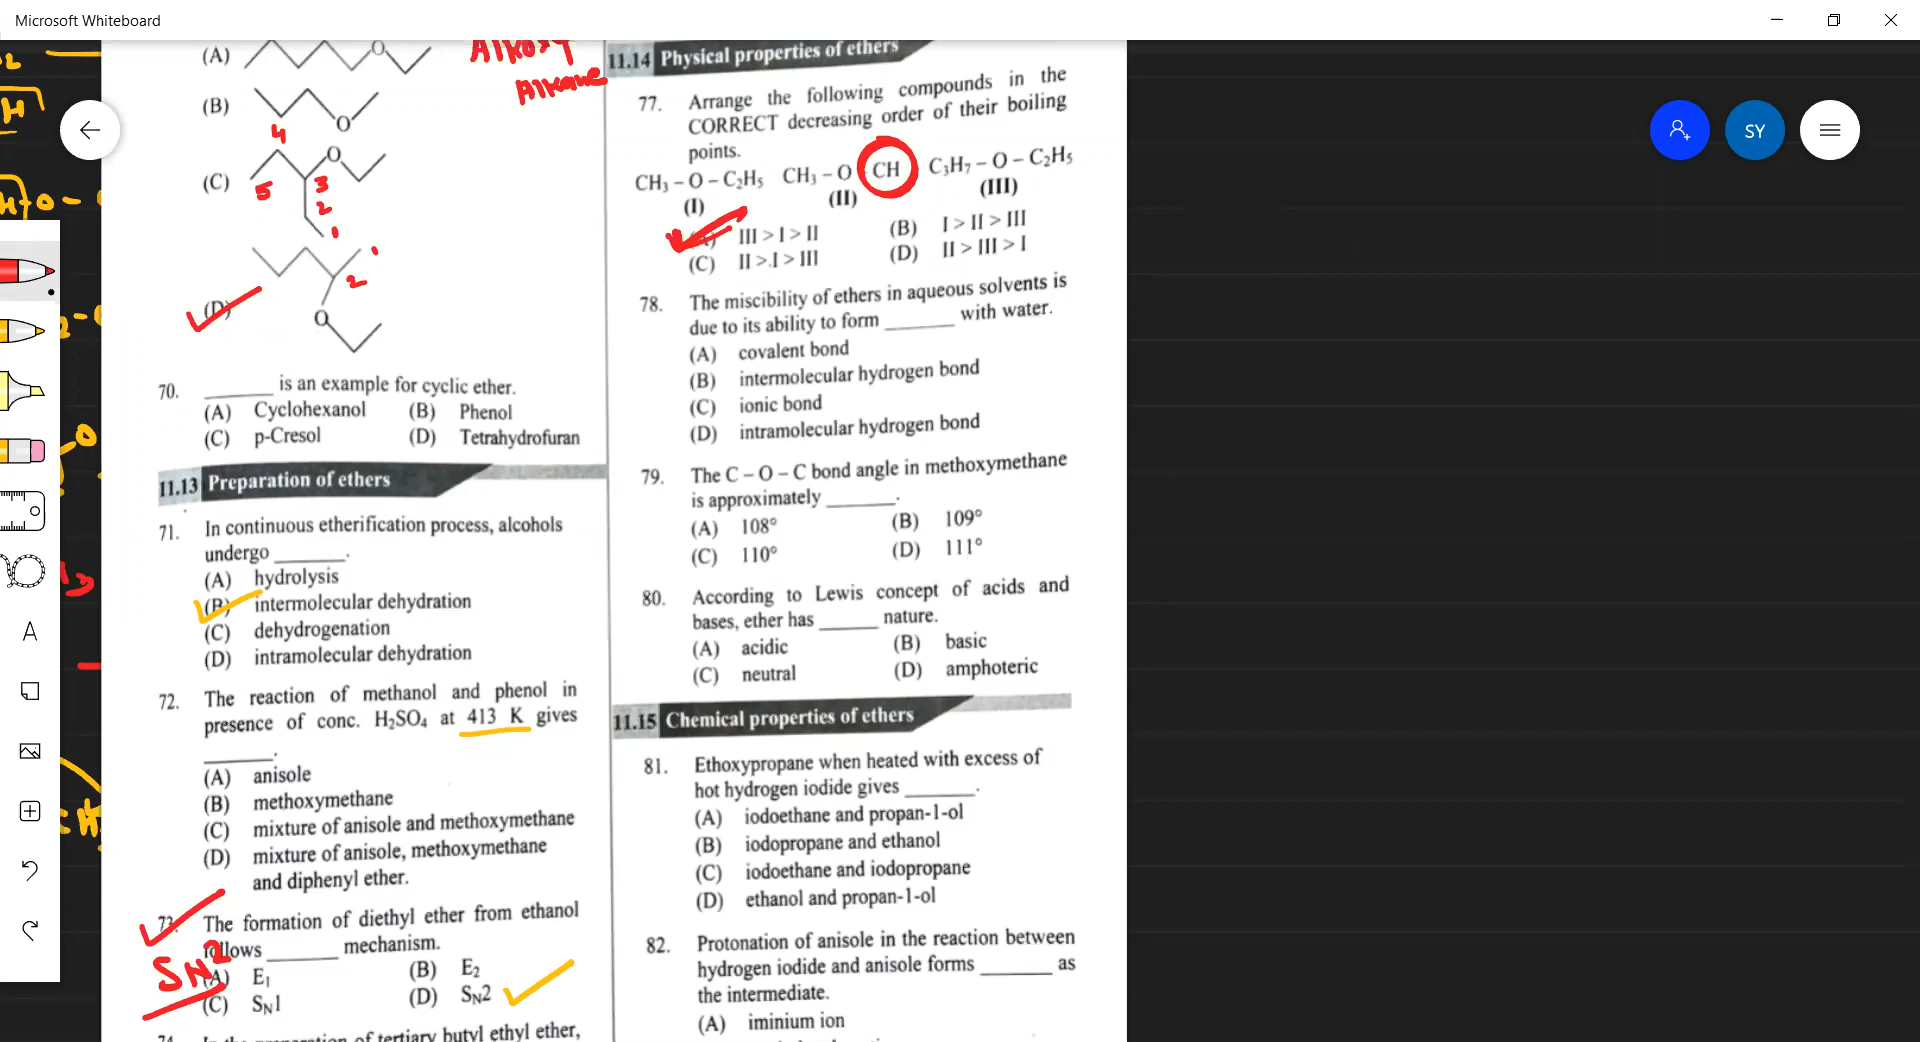 Microsoft Whiteboard
SY
A
(A)
O
Alkoxy
Alkane
(B)
O
4
(C)
O
5
3
2
1
2
(D)
O
70. ______ is an example for cyclic ether.
(A) Cyclohexanol (B) Phenol
(C) p-Cresol (D) Tetrahydrofuran
11.13 Preparation of ethers
71. In continuous etherification process, alcohols
undergo ______.
(A) hydrolysis
(B) intermolecular dehydration
(C) dehydrogenation
(D) intramolecular dehydration
72. The reaction of methanol and phenol in
presence of conc. H₂SO₄ at 413 K gives
______.
(A) anisole
(B) methoxymethane
(C) mixture of anisole and methoxymethane
(D) mixture of anisole, methoxymethane
and diphenyl ether.
73. The formation of diethyl ether from ethanol
follows ______ mechanism.
SN2
(A) E₁ (B) E₂
(C) SN1 (D) SN2
of tertiary butyl ethyl ether,
11.14 Physical properties of ethers
77. Arrange the following compounds in the
CORRECT decreasing order of their boiling
points.
CH₃ – O – C₂H₅ CH₃ – O CH C₃H₇ – O – C₂H₅
(I) (II) (III)
(A) III > I > II (B) I > II > III
(C) II > I > III (D) II > III > I
78. The miscibility of ethers in aqueous solvents is
due to its ability to form ______ with water.
(A) covalent bond
(B) intermolecular hydrogen bond
(C) ionic bond
(D) intramolecular hydrogen bond
79. The C – O – C bond angle in methoxymethane
is approximately ______.
(A) 108° (B) 109°
(C) 110° (D) 111°
80. According to Lewis concept of acids and
bases, ether has ______ nature.
(A) acidic (B) basic
(C) neutral (D) amphoteric
11.15 Chemical properties of ethers
81. Ethoxypropane when heated with excess of
hot hydrogen iodide gives ______.
(A) iodoethane and propan-1-ol
(B) iodopropane and ethanol
(C) iodoethane and iodopropane
(D) ethanol and propan-1-ol
82. Protonation of anisole in the reaction between
hydrogen iodide and anisole forms ______ as
the intermediate.
(A) iminium ion